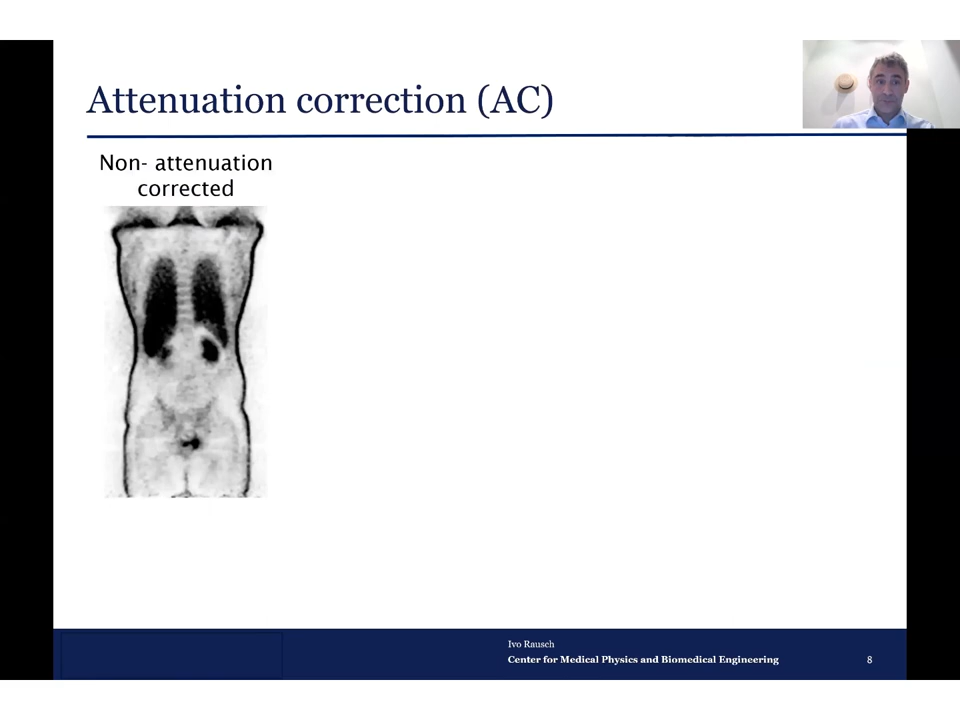 Attenuation correction (AC)
Non- attenuation
corrected
Ivo Rausch
Center for Medical Physics and Biomedical Engineering
8